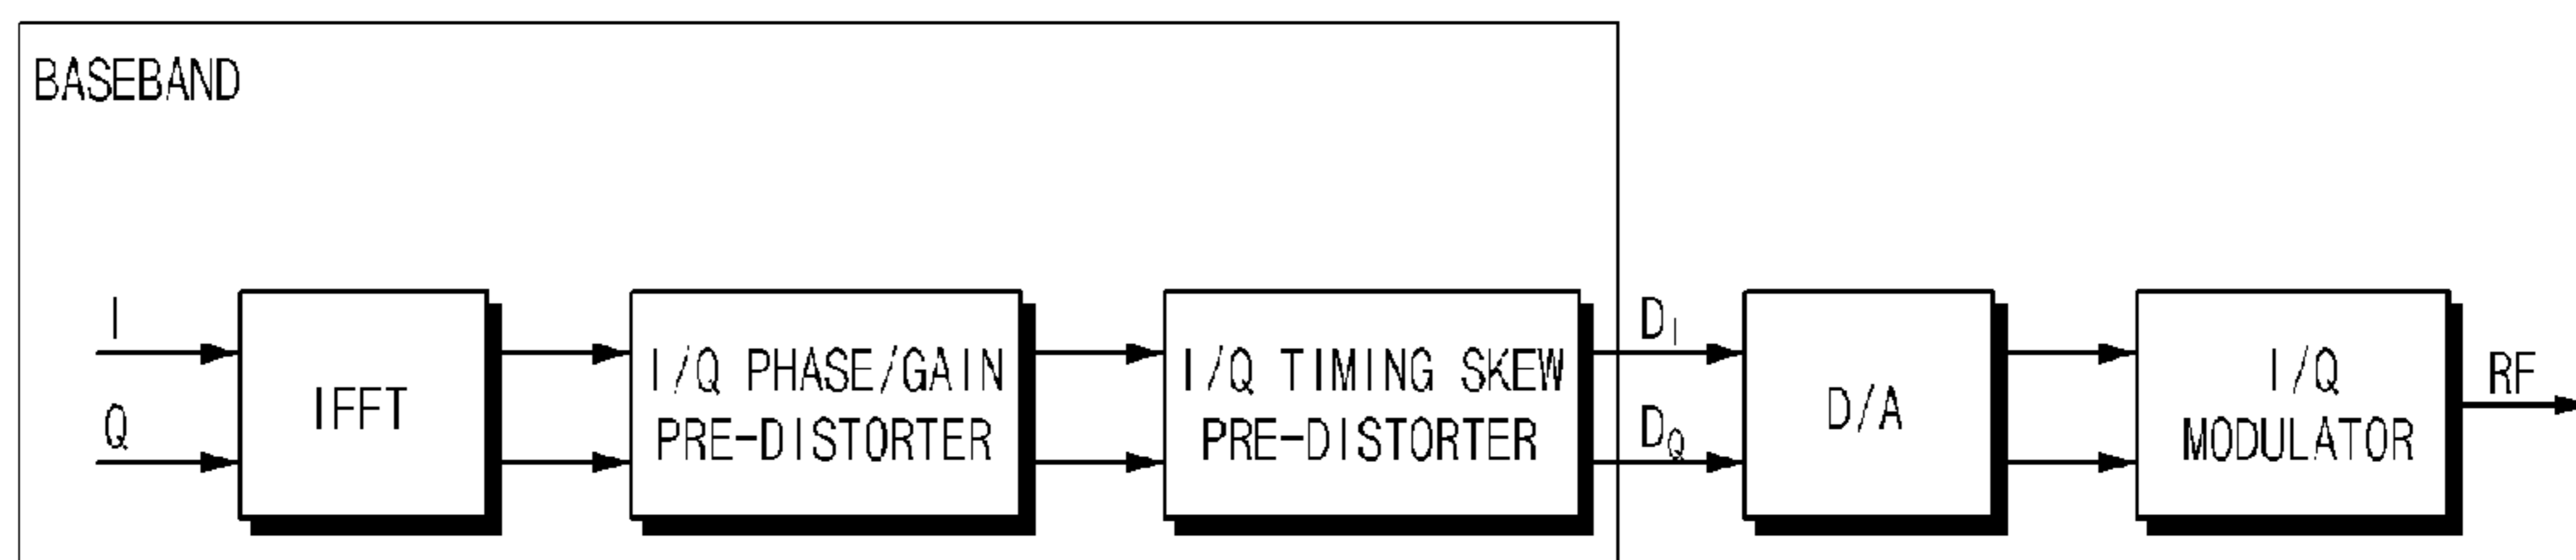 BASEBAND
I
Q
IFFT
I/Q PHASE/GAIN
PRE-DISTORTER
I/Q TIMING SKEW
PRE-DISTORTER
D_I
D_Q
D/A
I/Q
MODULATOR
RF